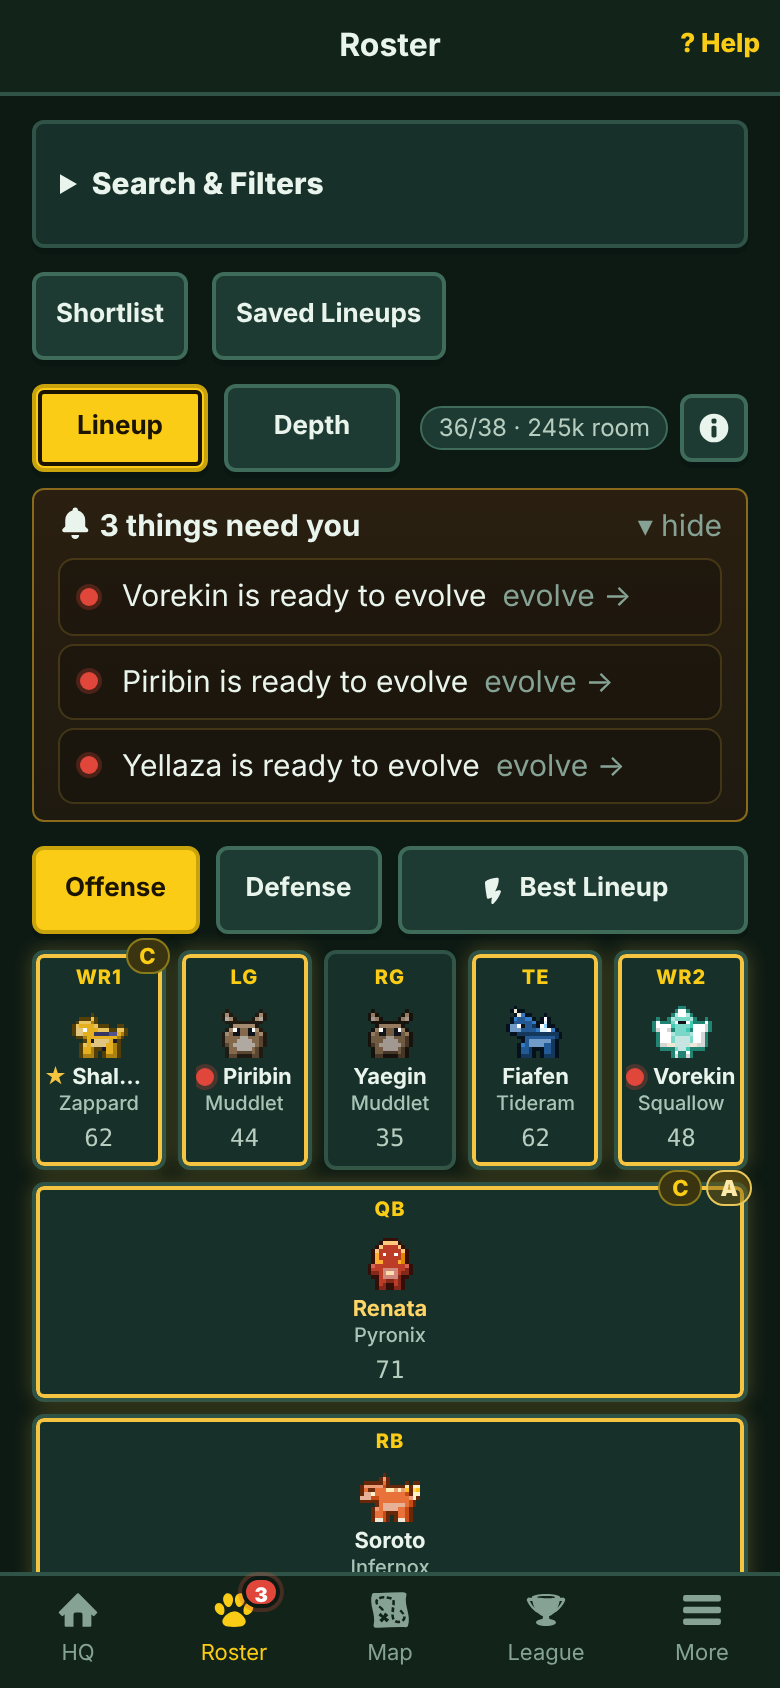 Roster
? Help
▶ Search & Filters
Shortlist
Saved Lineups
Lineup
Depth
36/38 · 245k room
3 things need you
▾ hide
Vorekin is ready to evolve evolve →
Piribin is ready to evolve evolve →
Yellaza is ready to evolve evolve →
Offense
Defense
Best Lineup
C
WR1
★ Shal...
Zappard
62
LG
Piribin
Muddlet
44
RG
Yaegin
Muddlet
35
TE
Fiafen
Tideram
62
WR2
Vorekin
Squallow
48
C
A
QB
Renata
Pyronix
71
RB
Soroto
Infernox
3
HQ
Roster
Map
League
More